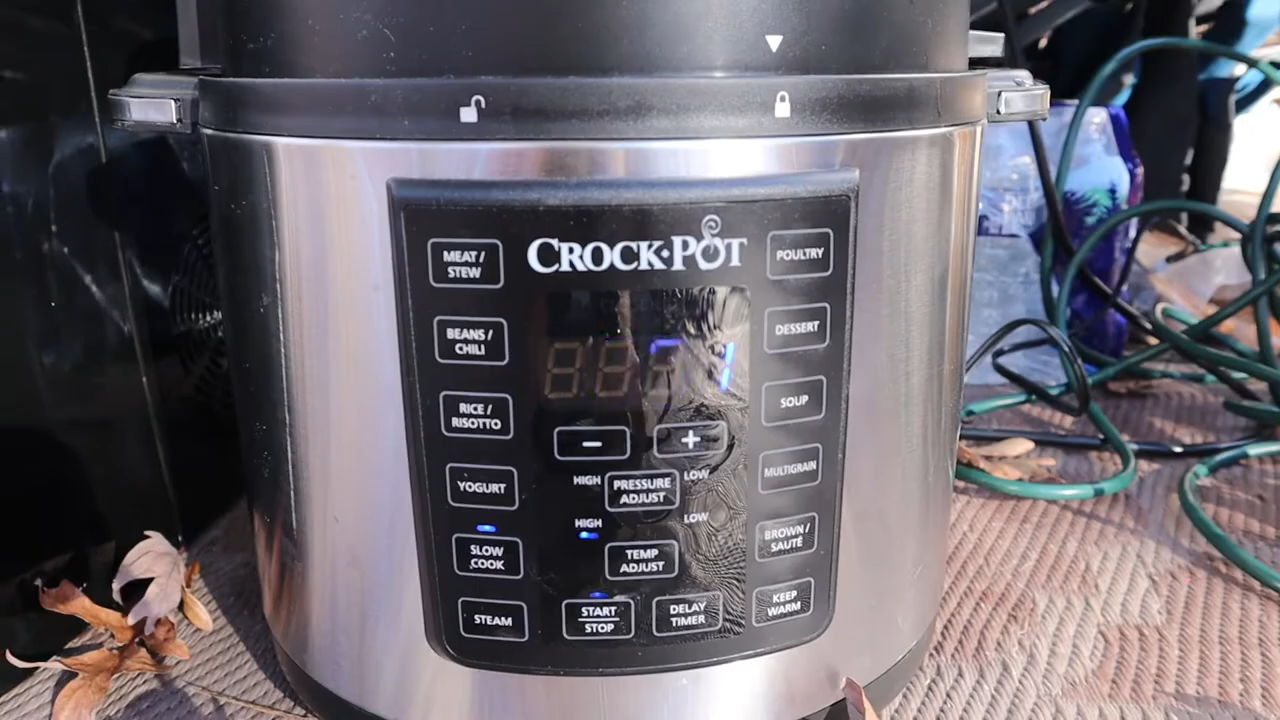 CROCK·POT
MEAT /
STEW
BEANS /
CHILI
RICE /
RISOTTO
YOGURT
SLOW
COOK
STEAM
HIGH
PRESSURE
ADJUST
LOW
HIGH
LOW
TEMP
ADJUST
START
STOP
DELAY
TIMER
POULTRY
DESSERT
SOUP
MULTIGRAIN
BROWN /
SAUTÉ
KEEP
WARM